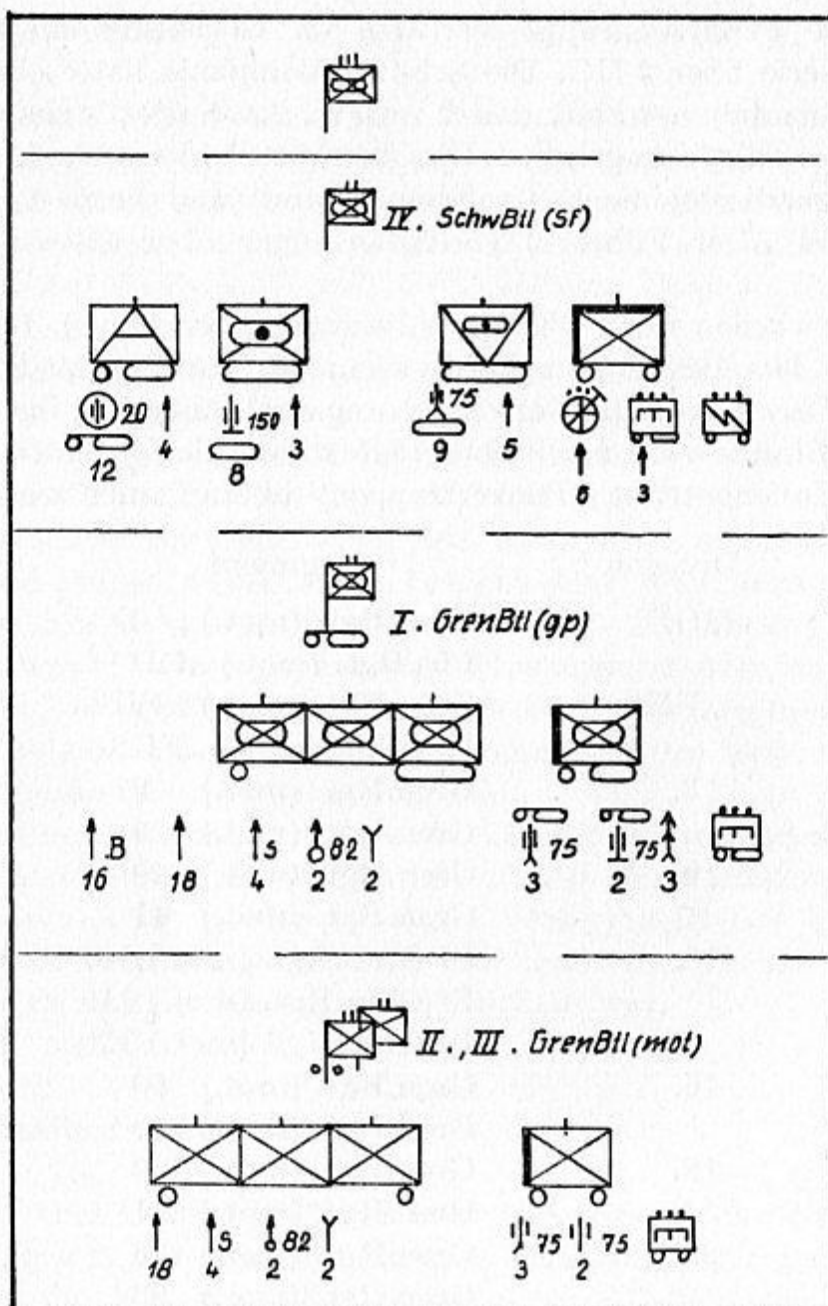 IV. SchwBtl (Sf)
20 150 75
12 4 8 3 9 5 6 3
I. GrenBtl (gp)
.B S 82 75 75
16 18 4 2 2 3 2 3
II., III. GrenBtl (mot)
S 82 75 75
18 4 2 2 3 2